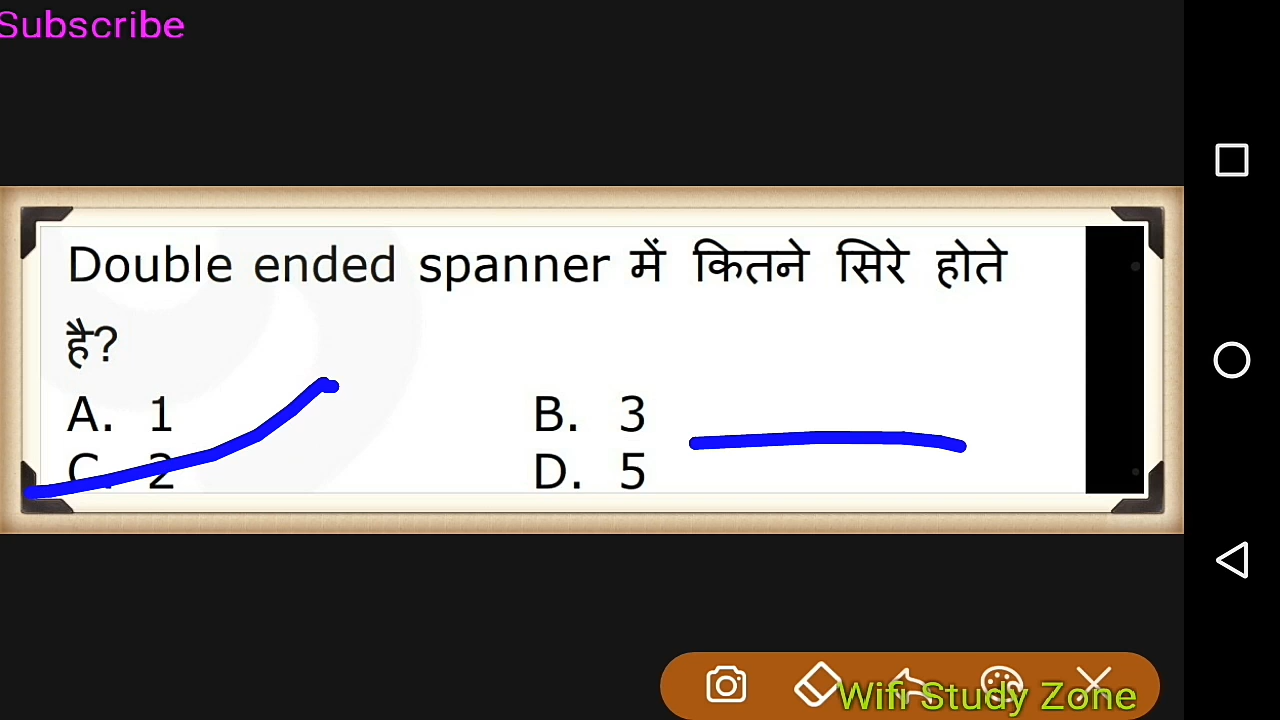 Subscribe
Double ended spanner में कितने सिरे होते
है?
A. 1 B. 3
C. 2 D. 5
Wifi Study Zone